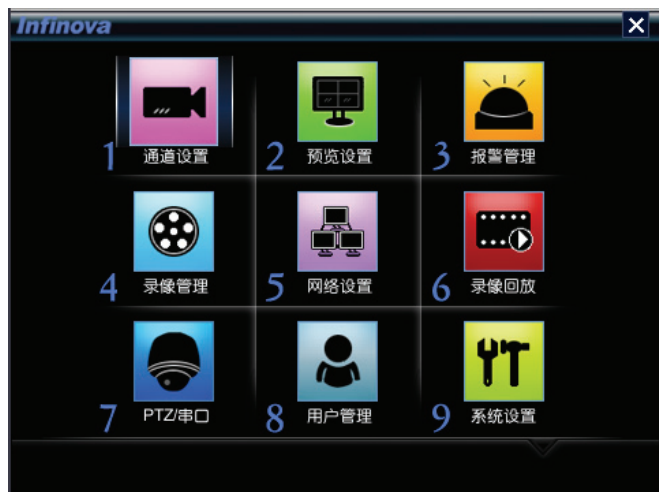 Infinova
1 通道设置
2 预览设置
3 报警管理
4 录像管理
5 网络设置
6 录像回放
7 PTZ/串口
8 用户管理
9 系统设置